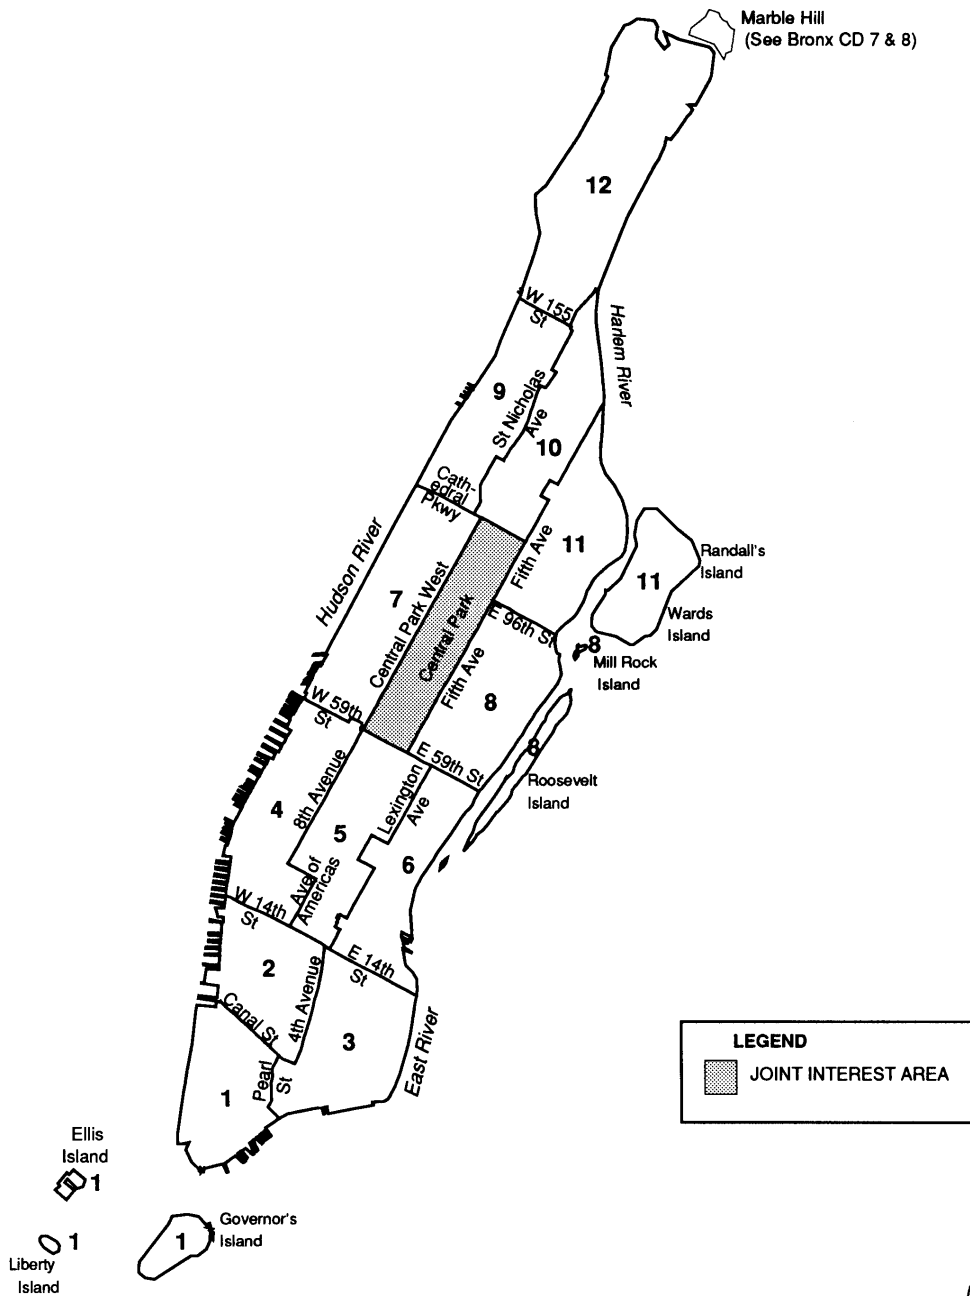 Marble Hill
(See Bronx CD 7 & 8)
12
W 155
St
Harlem River
9
St Nicholas
Ave
10
Cath-
edral
Pkwy
Hudson River
7
Central Park West
Central Park
Fifth Ave
11
Randall's
Island
11
Wards
Island
E 96th St
8
Mill Rock
Island
Fifth Ave
8
W 59th
St
E 59th St
8
Roosevelt
Island
4
8th Avenue
5
Lexington
Ave
6
Ave of
Americas
W 14th
St
E 14th
St
2
Canal St
4th Avenue
3
East River
Pearl
St
1
LEGEND
JOINT INTEREST AREA
Ellis
Island
1
Governor's
Island
1
1
Liberty
Island